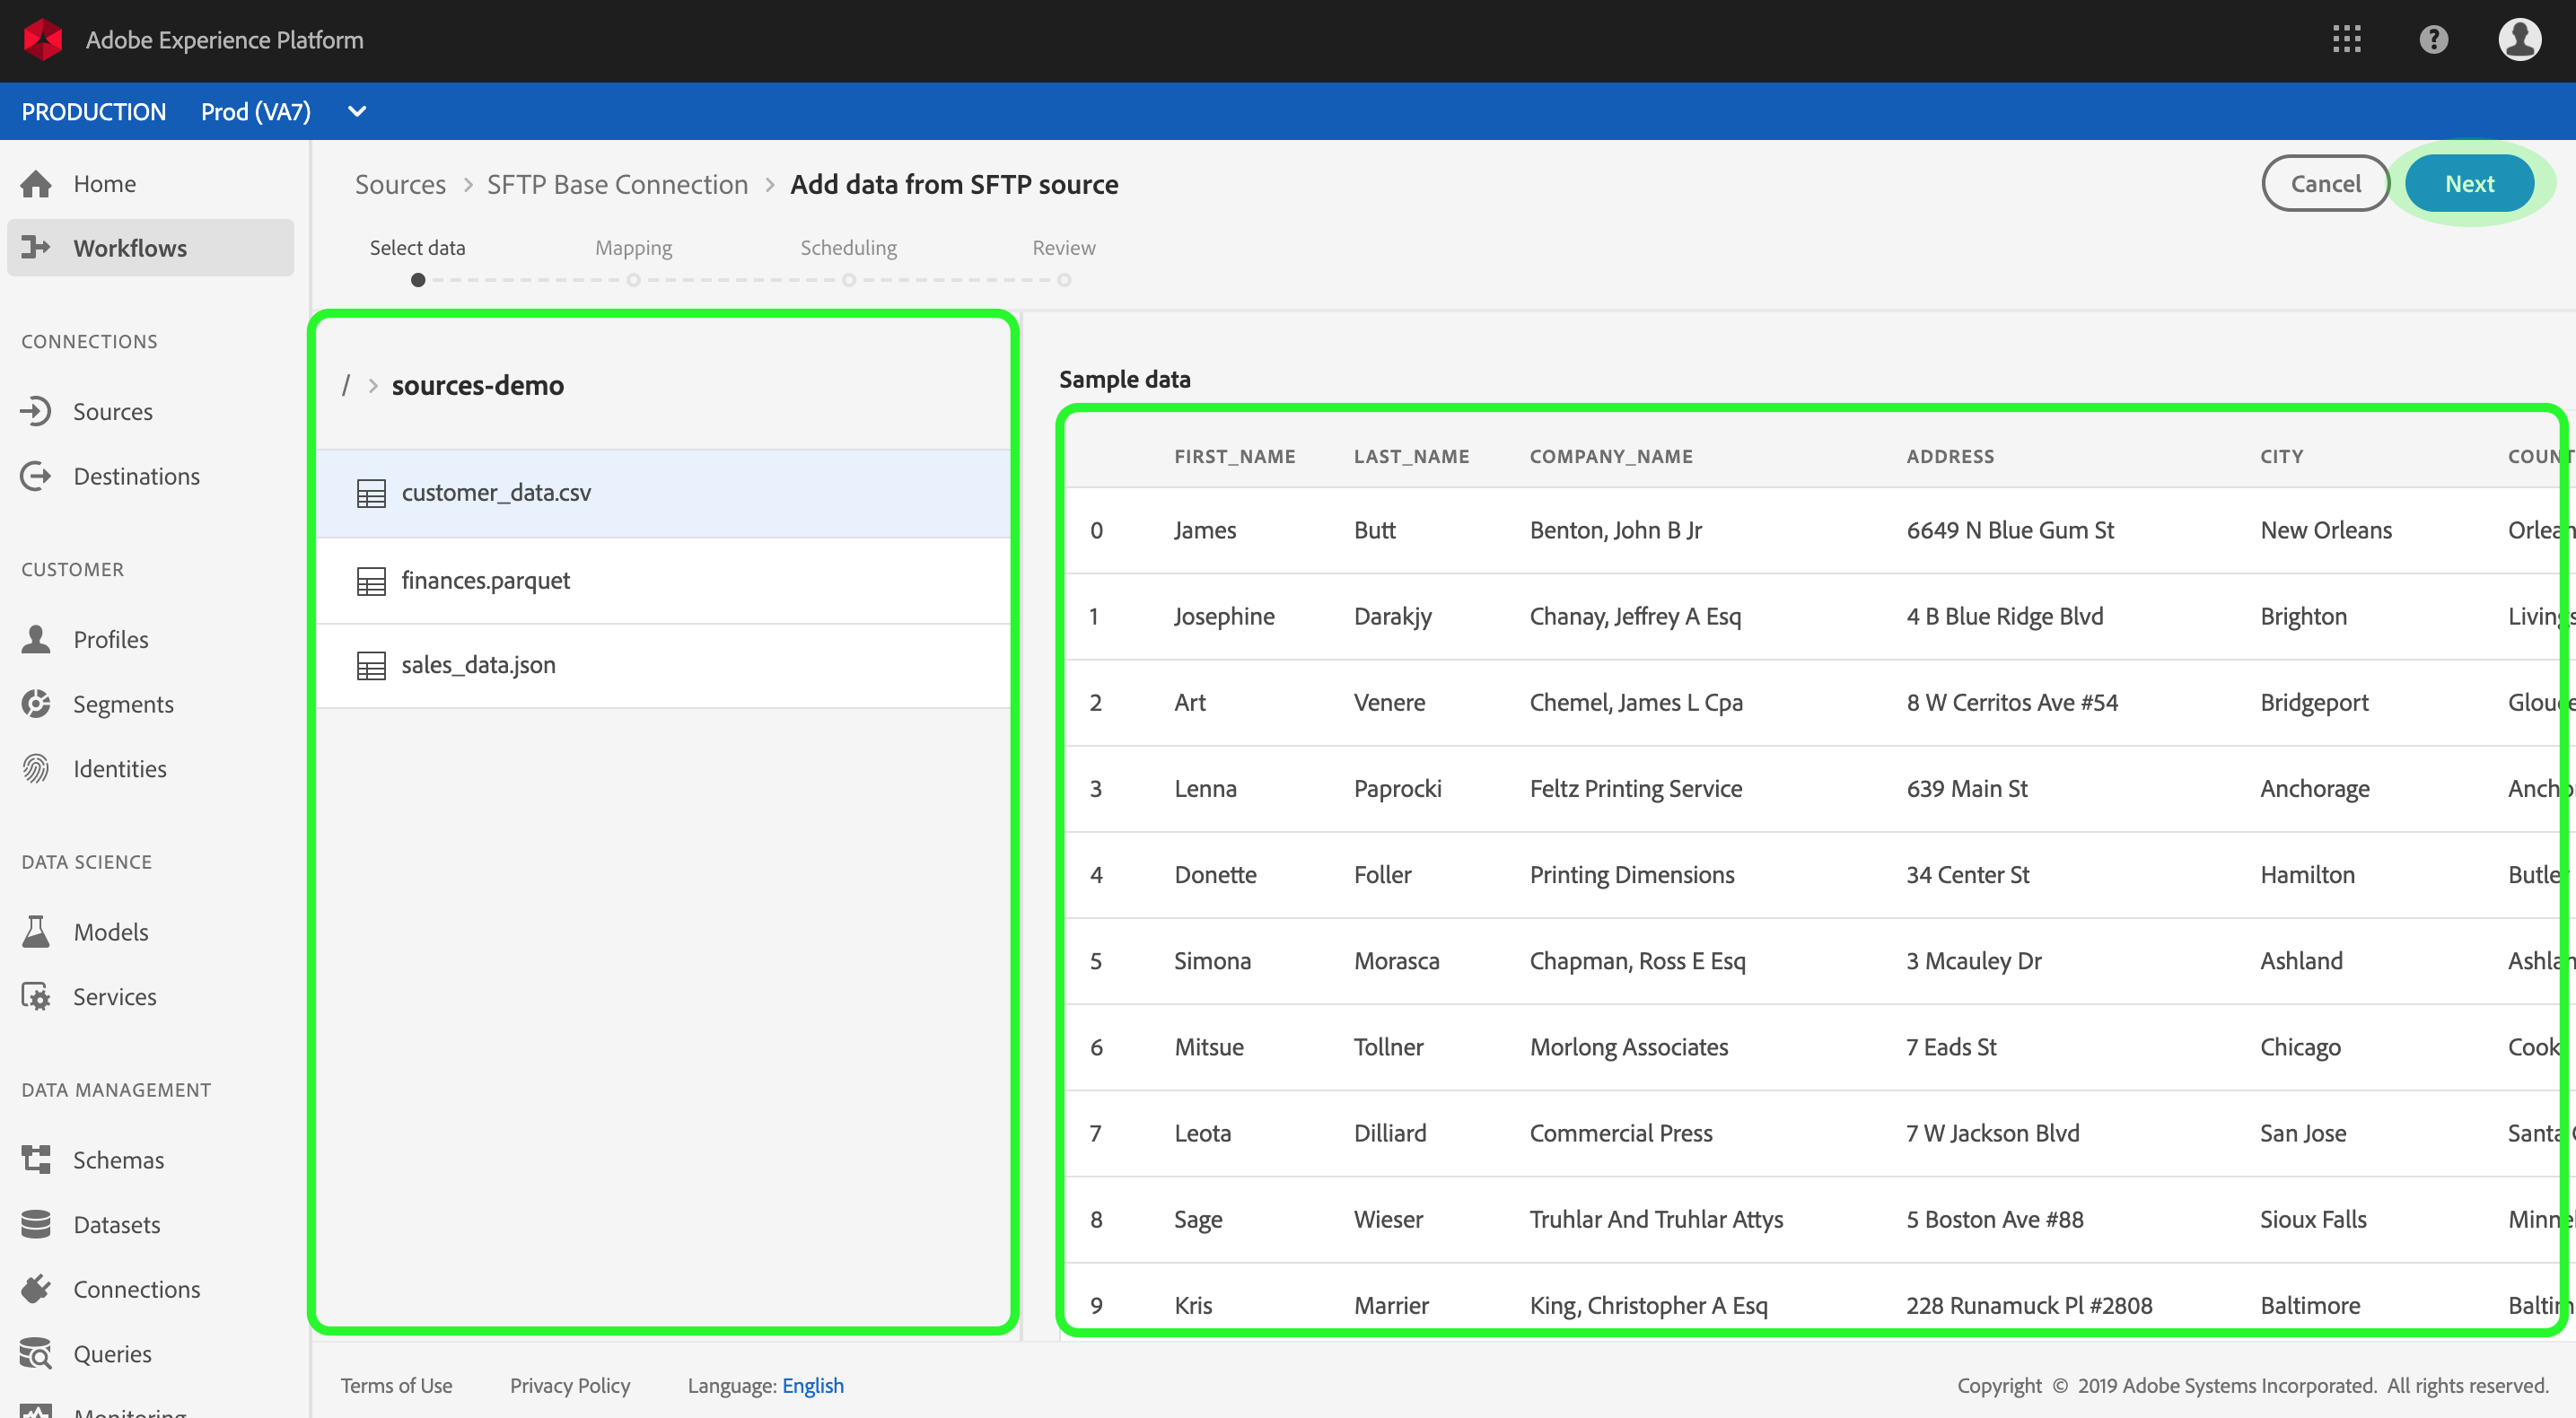 Adobe Experience Platform
PRODUCTION Prod (VA7)
Home
Workflows
CONNECTIONS
Sources
Destinations
CUSTOMER
Profiles
Segments
Identities
DATA SCIENCE
Models
Services
DATA MANAGEMENT
Schemas
Datasets
Connections
Queries
Monitoring
Sources > SFTP Base Connection > Add data from SFTP source
Cancel Next
Select data Mapping Scheduling Review
/ > sources-demo
customer_data.csv
finances.parquet
sales_data.json
Sample data
FIRST_NAME LAST_NAME COMPANY_NAME ADDRESS CITY COUNT
0 James Butt Benton, John B Jr 6649 N Blue Gum St New Orleans Orlean
1 Josephine Darakjy Chanay, Jeffrey A Esq 4 B Blue Ridge Blvd Brighton Livings
2 Art Venere Chemel, James L Cpa 8 W Cerritos Ave #54 Bridgeport Glouce
3 Lenna Paprocki Feltz Printing Service 639 Main St Anchorage Ancho
4 Donette Foller Printing Dimensions 34 Center St Hamilton Butler
5 Simona Morasca Chapman, Ross E Esq 3 Mcauley Dr Ashland Ashlan
6 Mitsue Tollner Morlong Associates 7 Eads St Chicago Cook
7 Leota Dilliard Commercial Press 7 W Jackson Blvd San Jose Santa
8 Sage Wieser Truhlar And Truhlar Attys 5 Boston Ave #88 Sioux Falls Minne
9 Kris Marrier King, Christopher A Esq 228 Runamuck Pl #2808 Baltimore Baltim
Terms of Use Privacy Policy Language: English
Copyright © 2019 Adobe Systems Incorporated. All rights reserved.